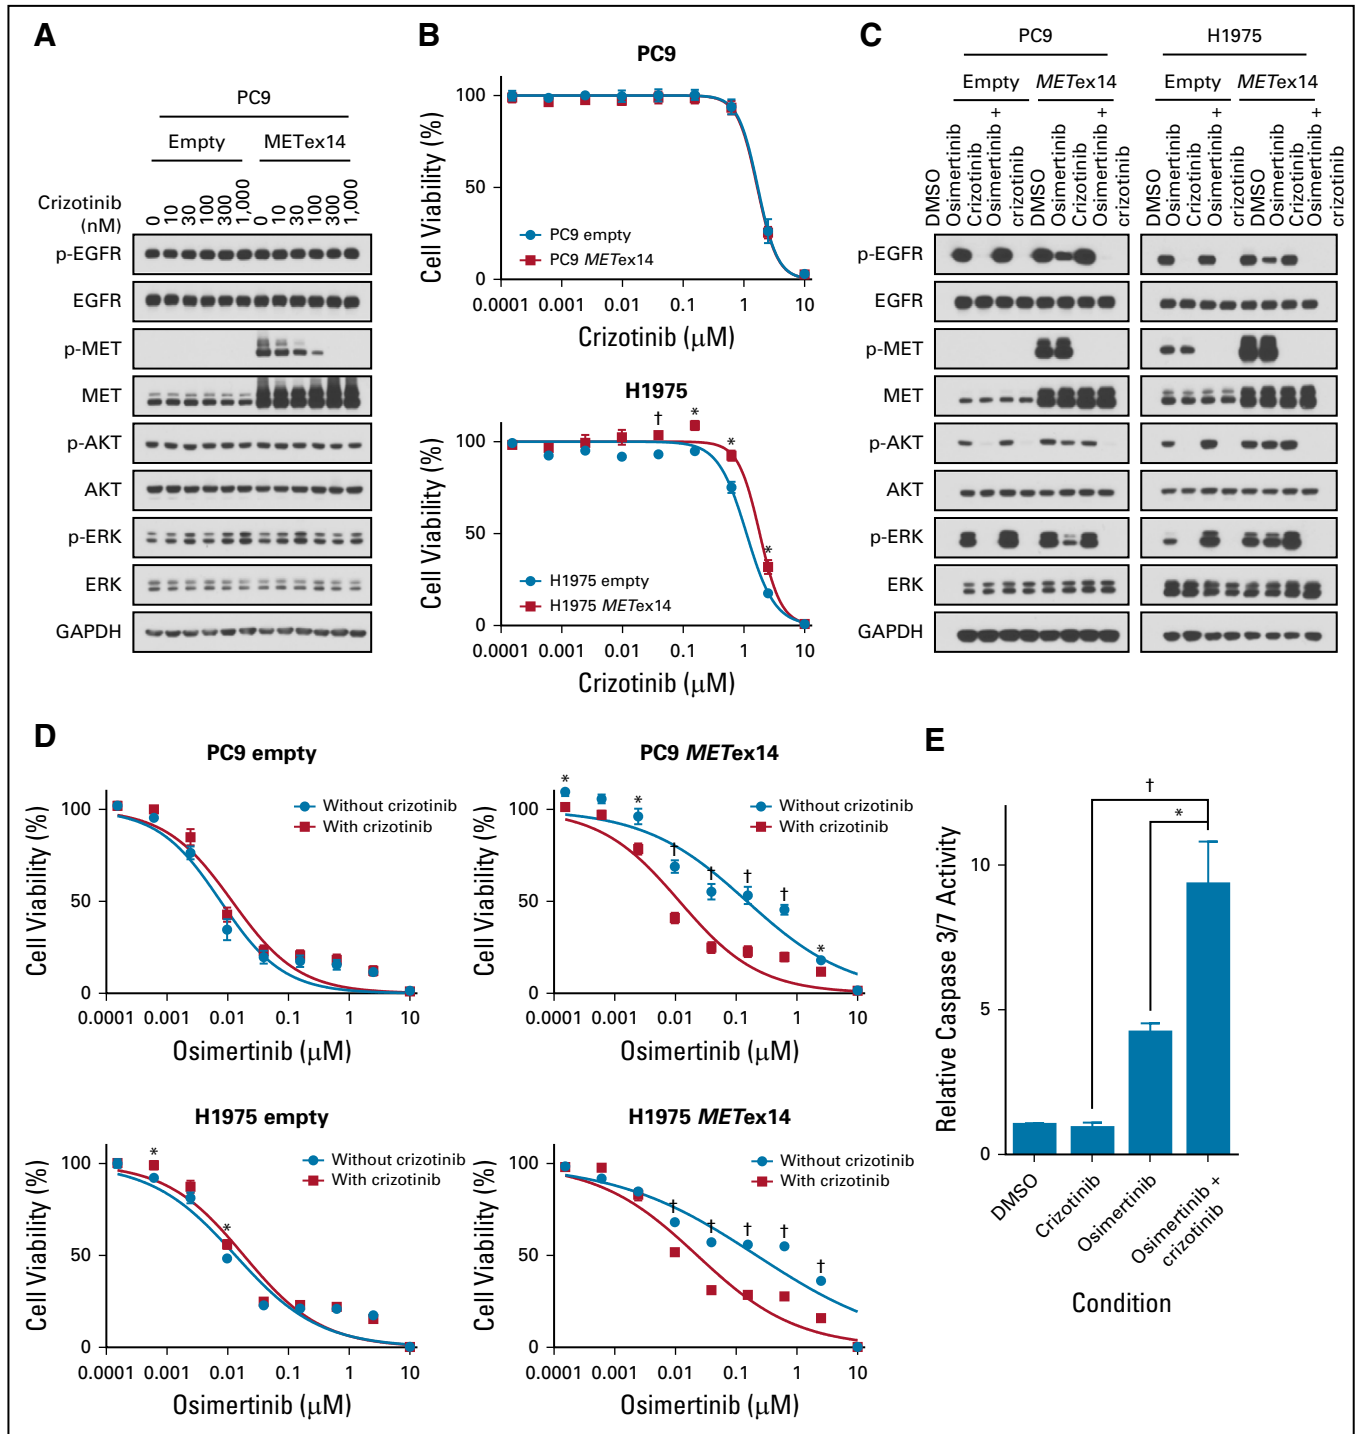 A
PC9
Empty
METex14
Crizotinib
(nM)
0
10
30
100
300
1,000
0
10
30
100
300
1,000
p-EGFR
EGFR
p-MET
MET
p-AKT
AKT
p-ERK
ERK
GAPDH
B
PC9
Cell Viability (%)
100
50
0
PC9 empty
PC9 METex14
0.0001 0.001 0.01 0.1 1 10
Crizotinib (μM)
H1975
Cell Viability (%)
100
50
0
†
*
*
*
H1975 empty
H1975 METex14
0.0001 0.001 0.01 0.1 1 10
Crizotinib (μM)
C
PC9
H1975
Empty
METex14
Empty
METex14
DMSO
Osimertinib
Crizotinib
Osimertinib +
crizotinib
DMSO
Osimertinib
Crizotinib
Osimertinib +
crizotinib
DMSO
Osimertinib
Crizotinib
Osimertinib +
crizotinib
DMSO
Osimertinib
Crizotinib
Osimertinib +
crizotinib
p-EGFR
EGFR
p-MET
MET
p-AKT
AKT
p-ERK
ERK
GAPDH
D
PC9 empty
Cell Viability (%)
100
50
0
Without crizotinib
With crizotinib
0.0001 0.001 0.01 0.1 1 10
Osimertinib (μM)
PC9 METex14
Cell Viability (%)
100
50
0
*
*
†
†
†
†
*
Without crizotinib
With crizotinib
0.0001 0.001 0.01 0.1 1 10
Osimertinib (μM)
H1975 empty
Cell Viability (%)
100
50
0
*
*
Without crizotinib
With crizotinib
0.0001 0.001 0.01 0.1 1 10
Osimertinib (μM)
H1975 METex14
Cell Viability (%)
100
50
0
†
†
†
†
†
Without crizotinib
With crizotinib
0.0001 0.001 0.01 0.1 1 10
Osimertinib (μM)
E
Relative Caspase 3/7 Activity
10
5
0
†
*
DMSO
Crizotinib
Osimertinib
Osimertinib +
crizotinib
Condition